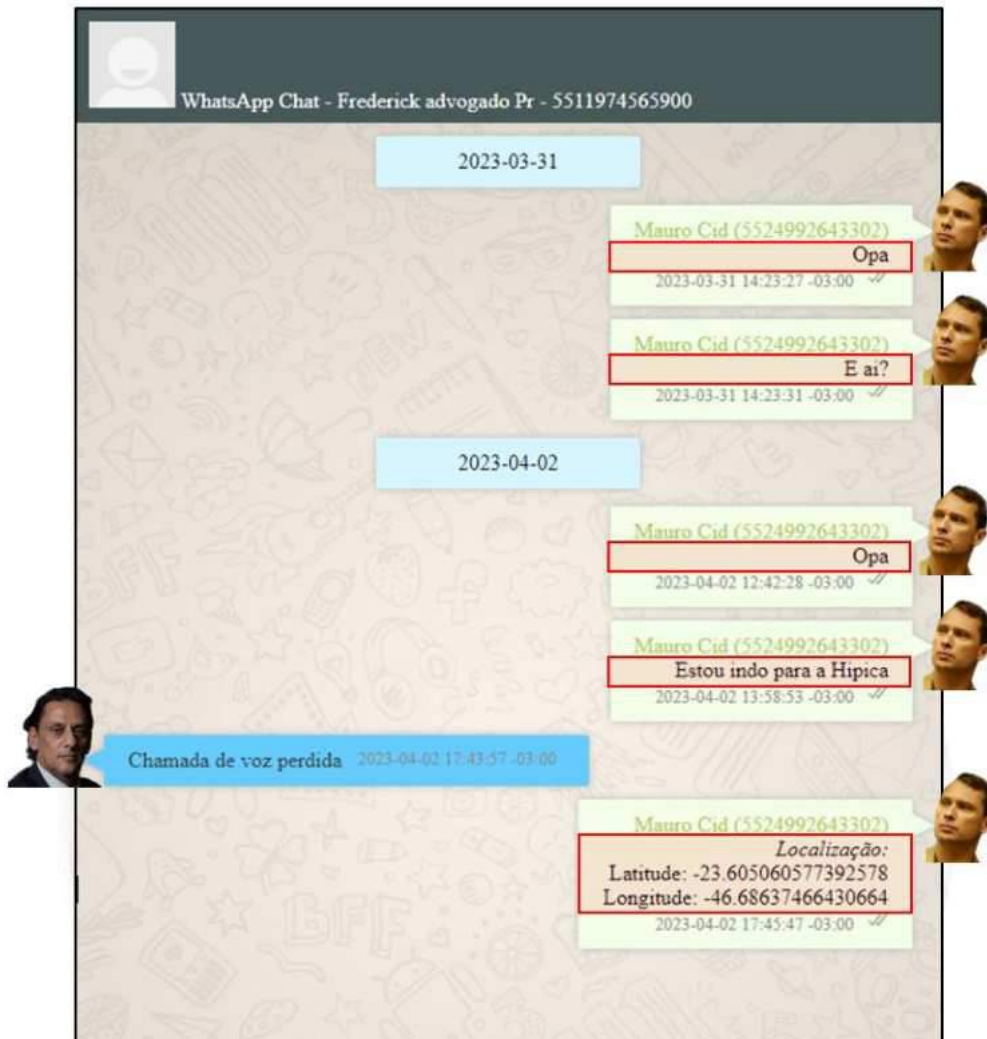 WhatsApp Chat - Frederick advogado Pr - 5511974565900
2023-03-31
Mauro Cid (5524992643302)
Opa
2023-03-31 14:23:27 -03:00
Mauro Cid (5524992643302)
E ai?
2023-03-31 14:23:31 -03:00
2023-04-02
Mauro Cid (5524992643302)
Opa
2023-04-02 12:42:28 -03:00
Mauro Cid (5524992643302)
Estou indo para a Hipica
2023-04-02 13:58:53 -03:00
Chamada de voz perdida 2023-04-02 17:43:57 -03:00
Mauro Cid (5524992643302)
Localização:
Latitude: -23.605060577392578
Longitude: -46.68637466430664
2023-04-02 17:45:47 -03:00